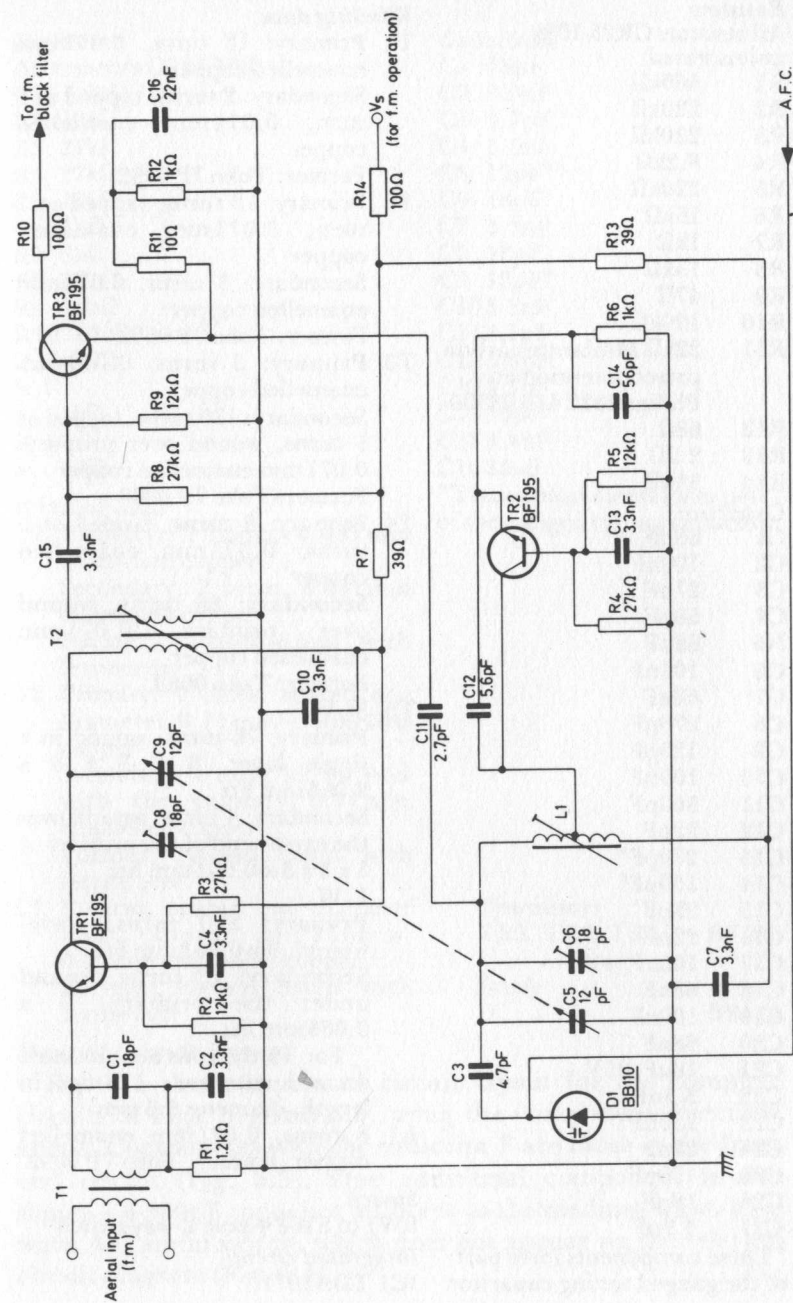 Aerial input
(f.m.)
T1
C1
18pF
TR1
BF195
R1
1.2kΩ
C2
3.3nF
R2
12kΩ
C4
3.3nF
R3
27kΩ
C8
18pF
C9
12pF
T2
C10
3.3nF
C15
3.3nF
R8
27kΩ
R9
12kΩ
TR3
BF195
R10
100Ω
To f.m.
block filter
R11
100Ω
R12
1kΩ
C16
22nF
R7
39Ω
R14
100Ω
Vs
(for f.m. operation)
C11
2.7pF
C12
5.6pF
TR2
BF195
R4
27kΩ
C13
3.3nF
R5
12kΩ
C14
56pF
R6
1kΩ
R13
39Ω
L1
C3
4.7pF
C5
12
pF
C6
18
pF
C7
3.3nF
D1
BB110B
A.F.C.